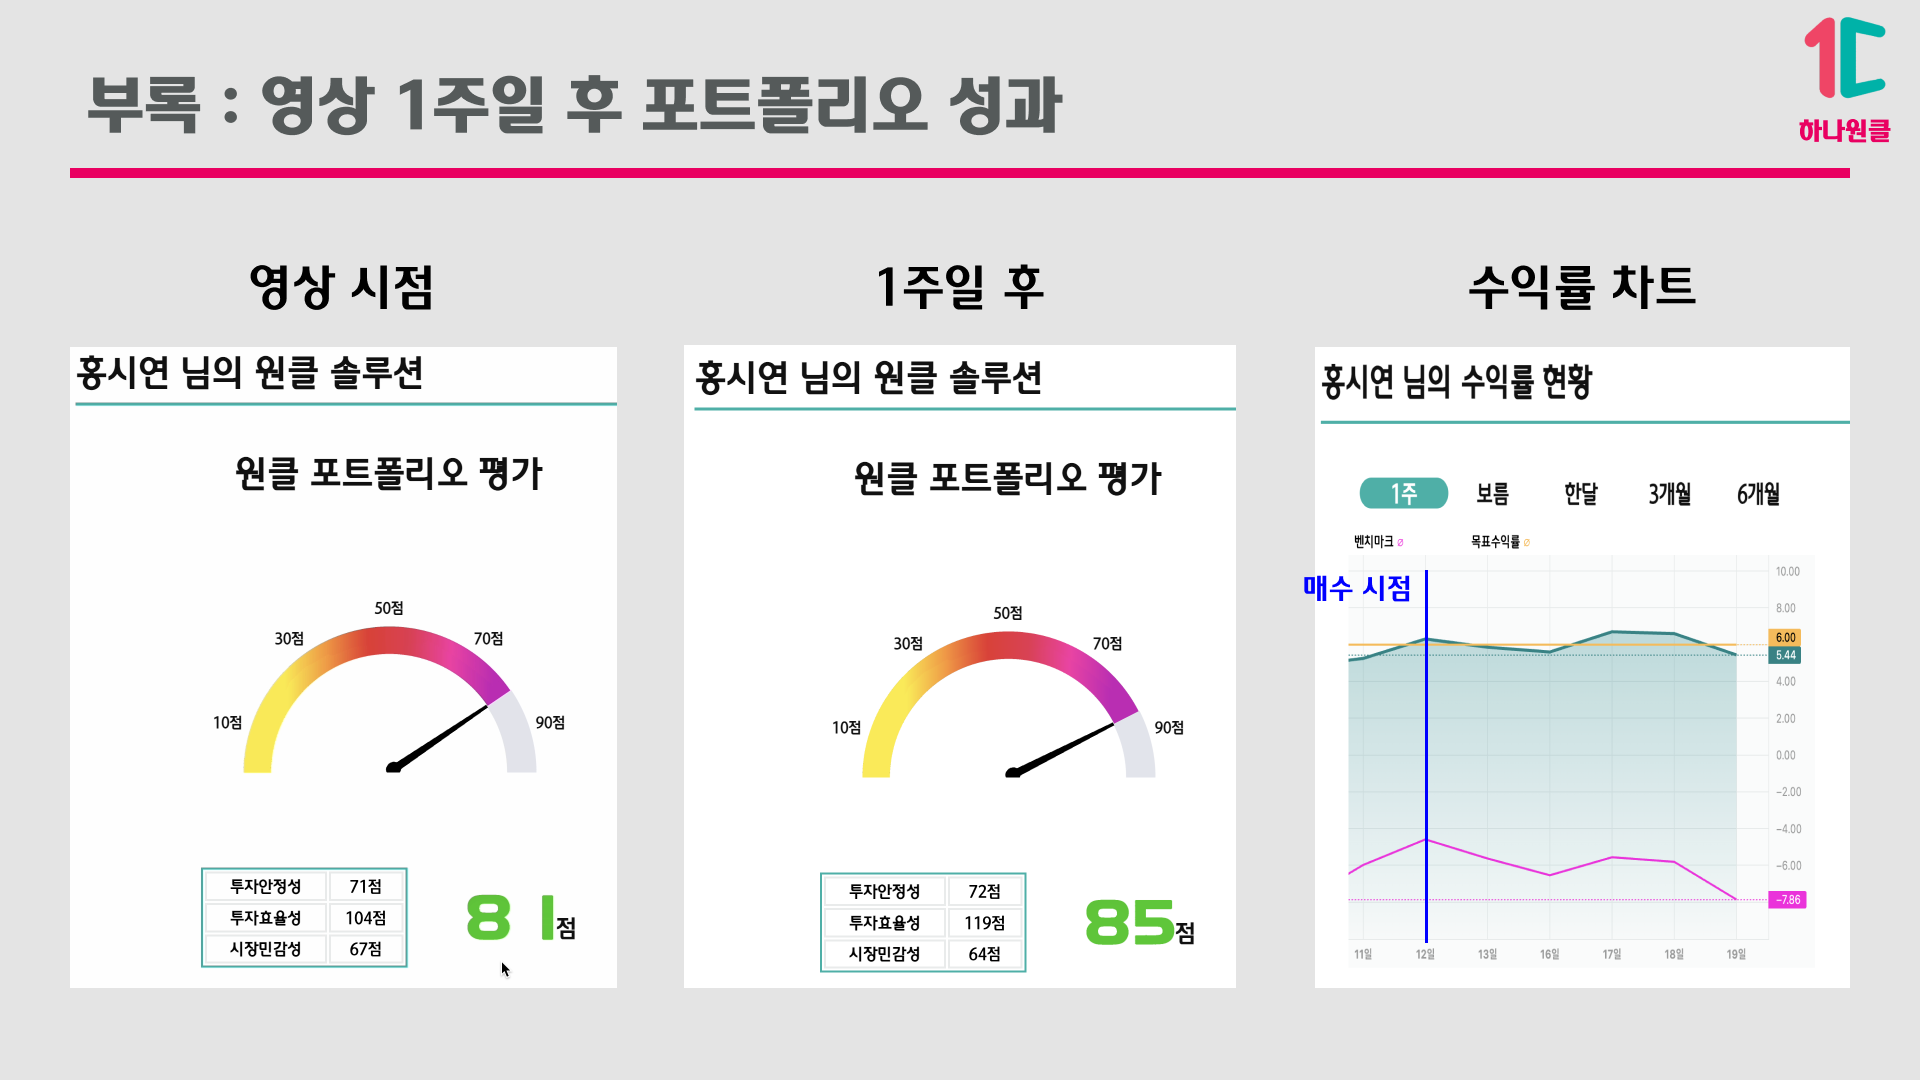 부록 : 영상 1주일 후 포트폴리오 성과
1C
하나원클
영상 시점
홍시연 님의 원클 솔루션
원클 포트폴리오 평가
10점
30점
50점
70점
90점
투자안정성 71점
투자효율성 104점
시장민감성 67점
81점
1주일 후
홍시연 님의 원클 솔루션
원클 포트폴리오 평가
10점
30점
50점
70점
90점
투자안정성 72점
투자효율성 119점
시장민감성 64점
85점
수익률 차트
홍시연 님의 수익률 현황
1주 보름 한달 3개월 6개월
벤치마크 ∅ 목표수익률 ∅
매수 시점
10.00
8.00
6.00
5.44
4.00
2.00
0.00
−2.00
−4.00
−6.00
−7.86
11일 12일 13일 16일 17일 18일 19일